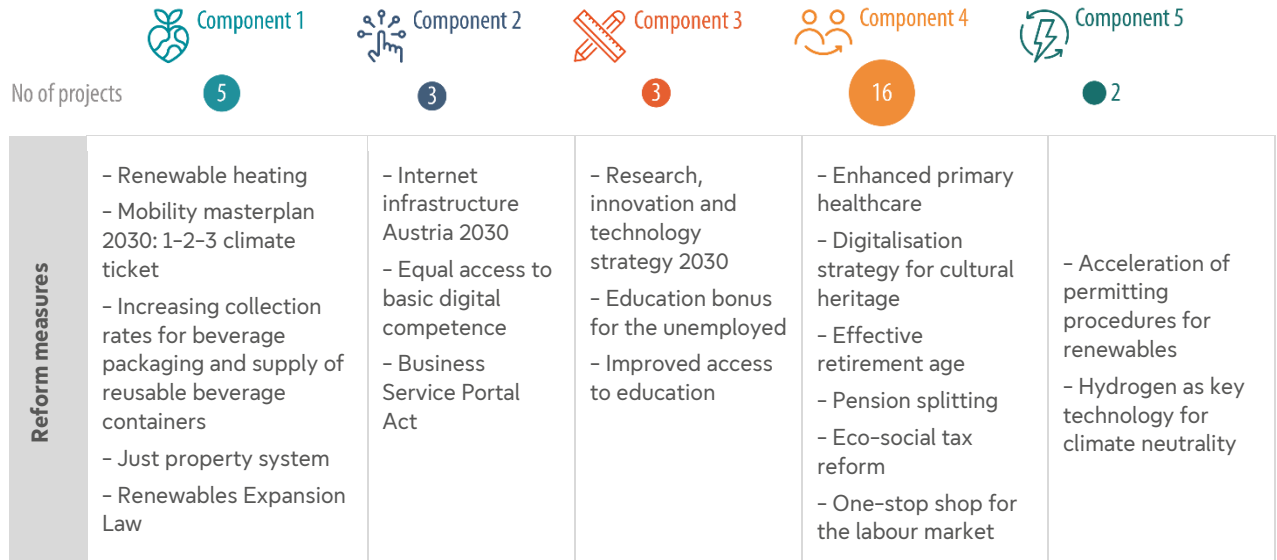 Component 1
Component 2
Component 3
Component 4
Component 5
No of projects
5
3
3
16
2
Reform measures
– Renewable heating
– Mobility masterplan
2030: 1-2-3 climate
ticket
– Increasing collection
rates for beverage
packaging and supply of
reusable beverage
containers
– Just property system
– Renewables Expansion
Law
– Internet
infrastructure
Austria 2030
– Equal access to
basic digital
competence
– Business
Service Portal
Act
– Research,
innovation and
technology
strategy 2030
– Education bonus
for the unemployed
– Improved access
to education
– Enhanced primary
healthcare
– Digitalisation
strategy for cultural
heritage
– Effective
retirement age
– Pension splitting
– Eco-social tax
reform
– One-stop shop for
the labour market
– Acceleration of
permitting
procedures for
renewables
– Hydrogen as key
technology for
climate neutrality